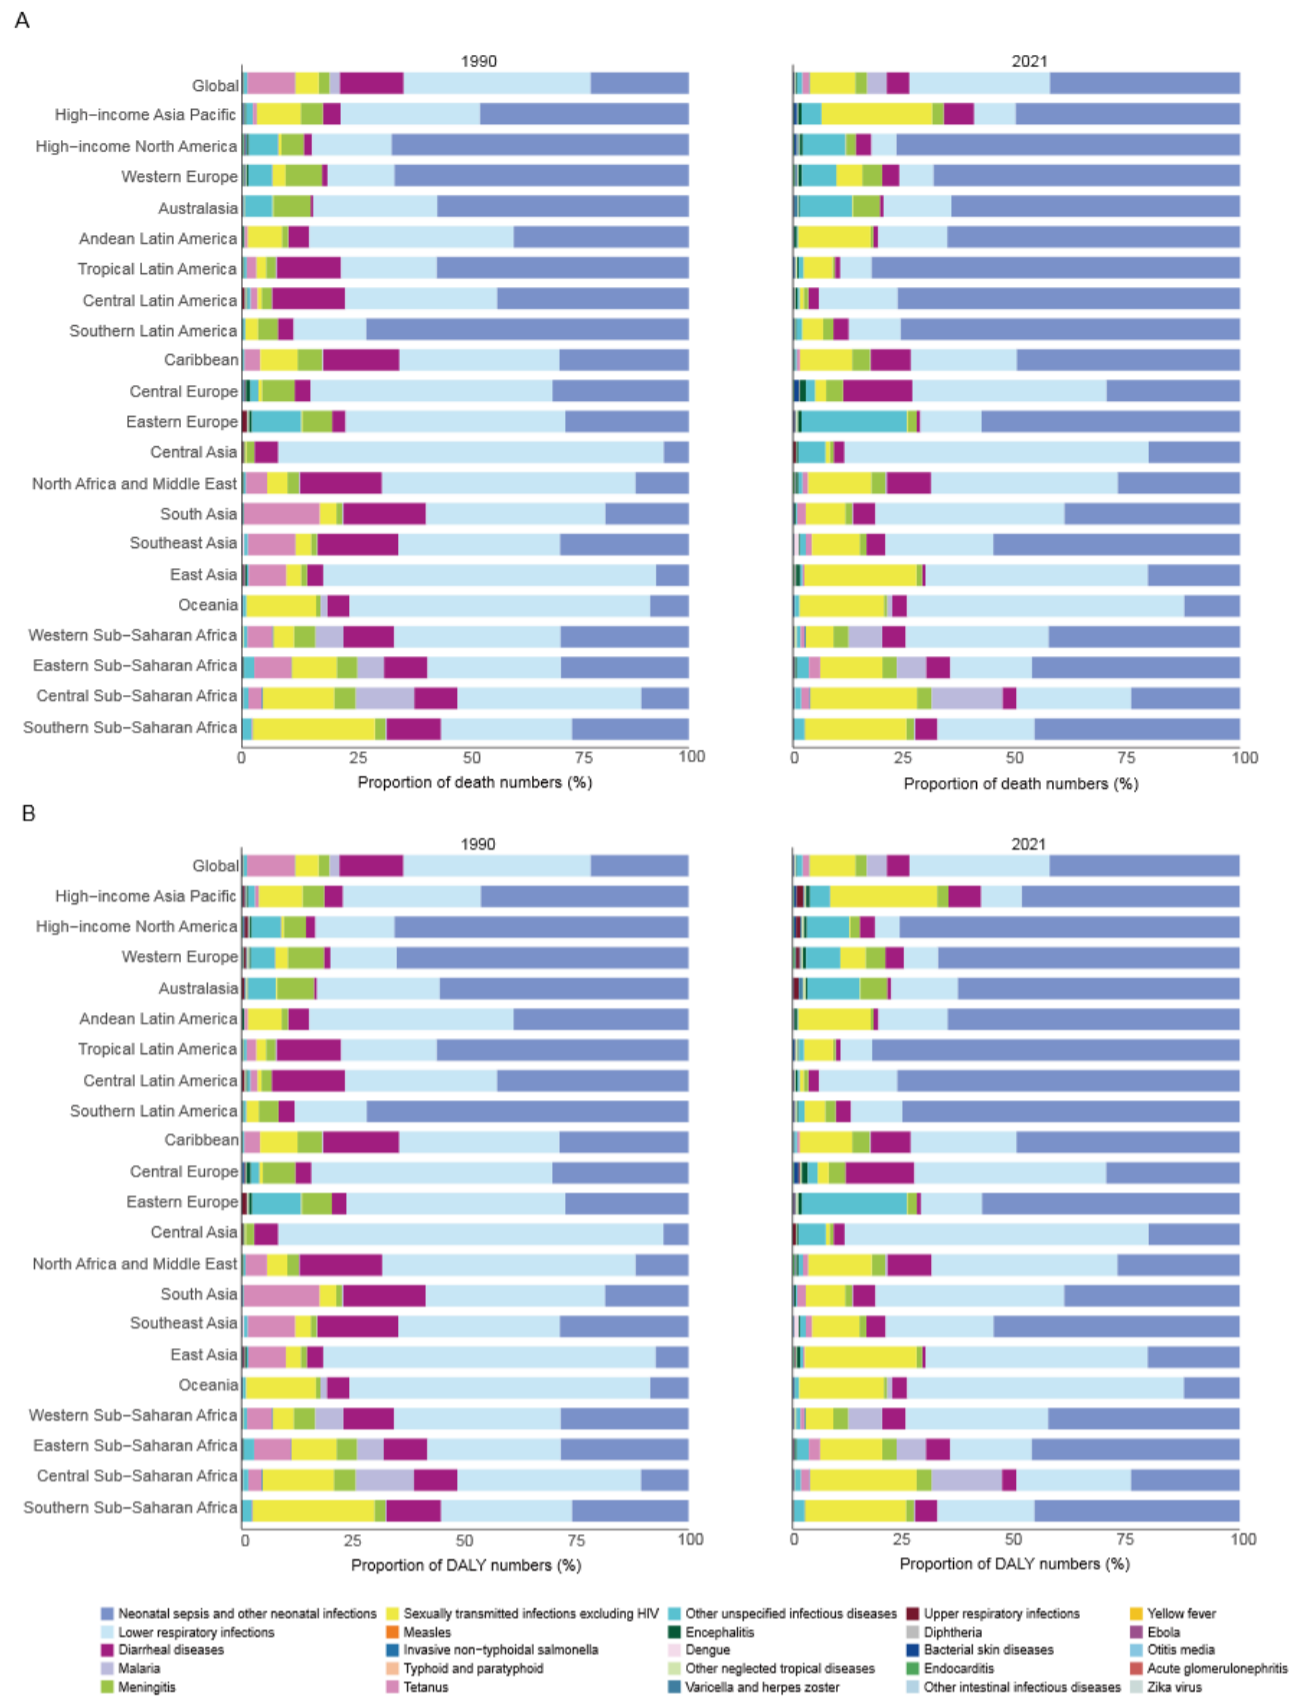 A
1990
2021
Global
High-income Asia Pacific
High-income North America
Western Europe
Australasia
Andean Latin America
Tropical Latin America
Central Latin America
Southern Latin America
Caribbean
Central Europe
Eastern Europe
Central Asia
North Africa and Middle East
South Asia
Southeast Asia
East Asia
Oceania
Western Sub-Saharan Africa
Eastern Sub-Saharan Africa
Central Sub-Saharan Africa
Southern Sub-Saharan Africa
0 25 50 75 100
0 25 50 75 100
Proportion of death numbers (%)
Proportion of death numbers (%)
B
1990
2021
Global
High-income Asia Pacific
High-income North America
Western Europe
Australasia
Andean Latin America
Tropical Latin America
Central Latin America
Southern Latin America
Caribbean
Central Europe
Eastern Europe
Central Asia
North Africa and Middle East
South Asia
Southeast Asia
East Asia
Oceania
Western Sub-Saharan Africa
Eastern Sub-Saharan Africa
Central Sub-Saharan Africa
Southern Sub-Saharan Africa
0 25 50 75 100
0 25 50 75 100
Proportion of DALY numbers (%)
Proportion of DALY numbers (%)
Neonatal sepsis and other neonatal infections
Lower respiratory infections
Diarrheal diseases
Malaria
Meningitis
Sexually transmitted infections excluding HIV
Measles
Invasive non-typhoidal salmonella
Typhoid and paratyphoid
Tetanus
Other unspecified infectious diseases
Encephalitis
Dengue
Other neglected tropical diseases
Varicella and herpes zoster
Upper respiratory infections
Diphtheria
Bacterial skin diseases
Endocarditis
Other intestinal infectious diseases
Yellow fever
Ebola
Otitis media
Acute glomerulonephritis
Zika virus